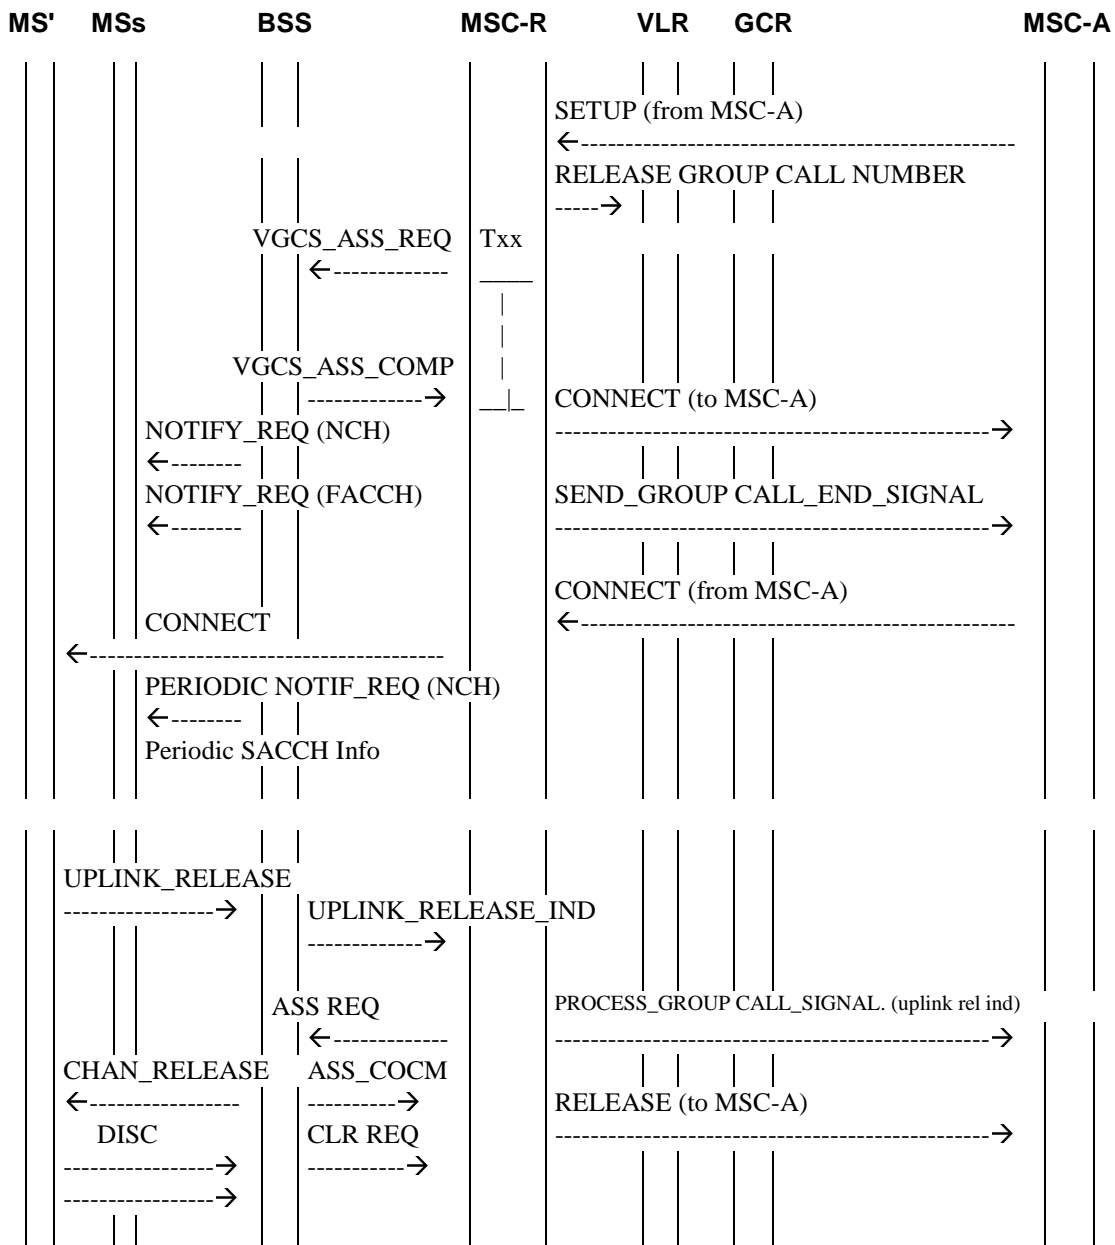 MS' MSs BSS MSC-R VLR GCR MSC-A
SETUP (from MSC-A)
RELEASE GROUP CALL NUMBER
VGCS_ASS_REQ Txx
VGCS_ASS_COMP
CONNECT (to MSC-A)
NOTIFY_REQ (NCH)
NOTIFY_REQ (FACCH) SEND_GROUP CALL_END_SIGNAL
CONNECT (from MSC-A)
CONNECT
PERIODIC NOTIF_REQ (NCH)
Periodic SACCH Info
UPLINK_RELEASE
UPLINK_RELEASE_IND
ASS REQ PROCESS_GROUP CALL_SIGNAL. (uplink rel ind)
CHAN_RELEASE ASS_COCM
RELEASE (to MSC-A)
DISC CLR REQ